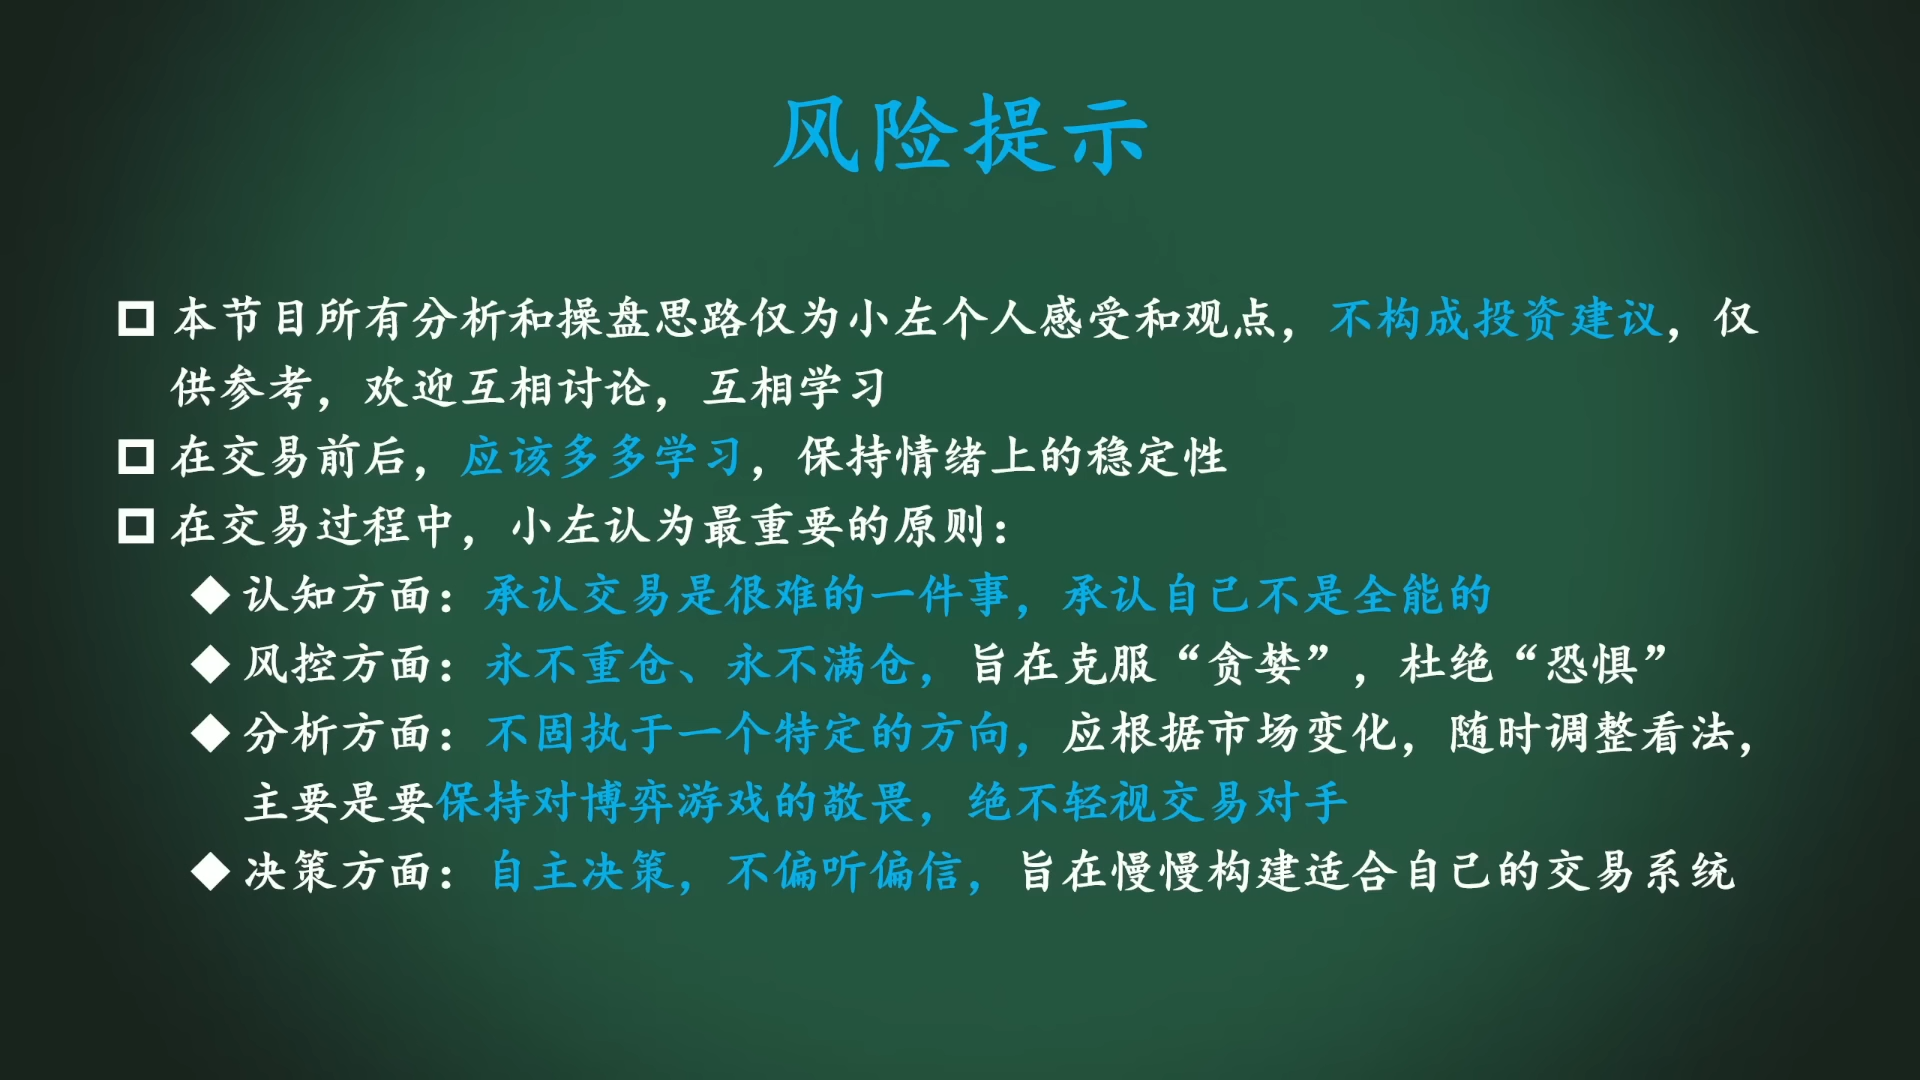 风险提示
本节目所有分析和操盘思路仅为小左个人感受和观点，不构成投资建议，仅
供参考，欢迎互相讨论，互相学习
在交易前后，应该多多学习，保持情绪上的稳定性
在交易过程中，小左认为最重要的原则：
认知方面：承认交易是很难的一件事，承认自己不是全能的
风控方面：永不重仓、永不满仓，旨在克服“贪婪”，杜绝“恐惧”
分析方面：不固执于一个特定的方向，应根据市场变化，随时调整看法，
主要是要保持对博弈游戏的敬畏，绝不轻视交易对手
决策方面：自主决策，不偏听偏信，旨在慢慢构建适合自己的交易系统